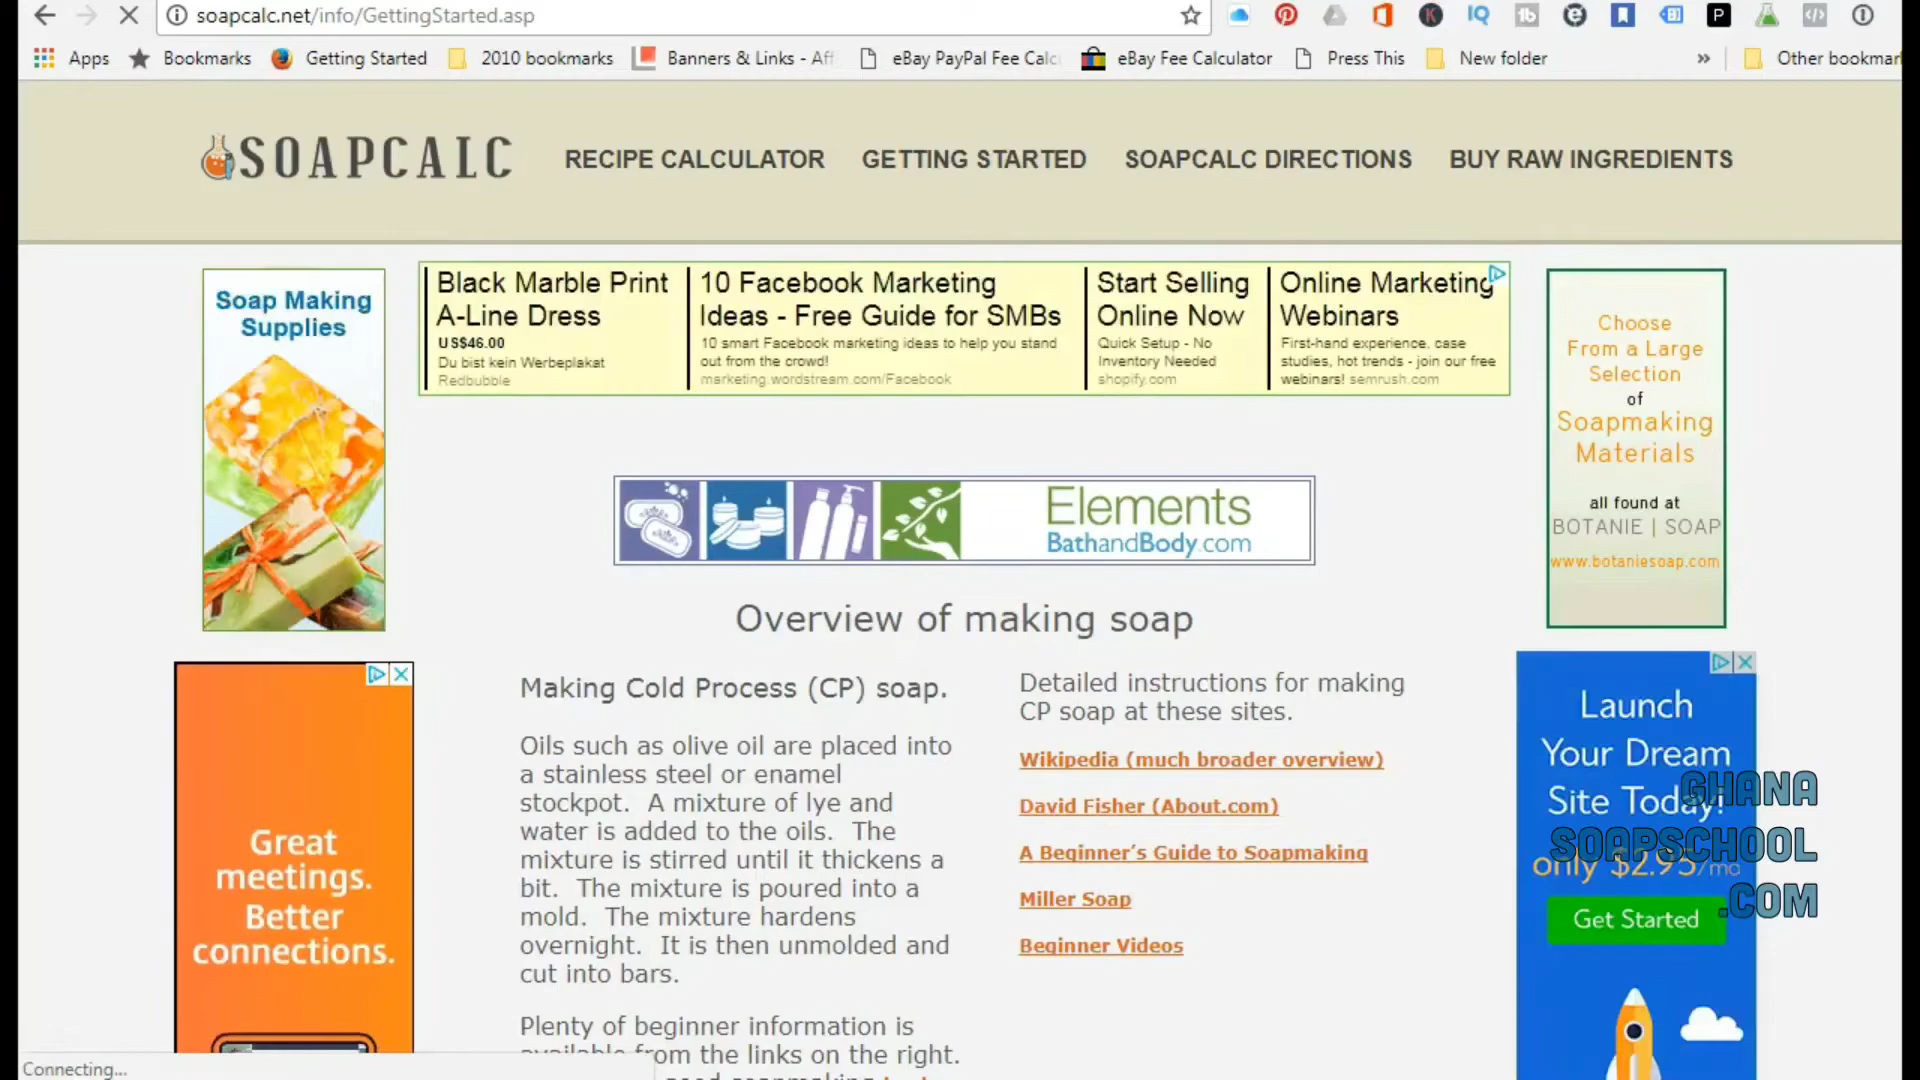 soapcalc.net/info/GettingStarted.asp
Apps
Bookmarks
Getting Started
2010 bookmarks
Banners & Links - Aff
eBay PayPal Fee Calc
eBay Fee Calculator
Press This
New folder
»
Other bookmar
SOAPCALC
RECIPE CALCULATOR
GETTING STARTED
SOAPCALC DIRECTIONS
BUY RAW INGREDIENTS
Soap Making
Supplies
Black Marble Print
A-Line Dress
US$46.00
Du bist kein Werbeplakat
Redbubble
10 Facebook Marketing
Ideas - Free Guide for SMBs
10 smart Facebook marketing ideas to help you stand
out from the crowd!
marketing.wordstream.com/Facebook
Start Selling
Online Now
Quick Setup - No
Inventory Needed
shopify.com
Online Marketing
Webinars
First-hand experience, case
studies, hot trends - join our free
webinars! semrush.com
Choose
From a Large
Selection
of
Soapmaking
Materials
all found at
BOTANIE | SOAP
www.botaniesoap.com
Elements
BathandBody.com
Overview of making soap
Making Cold Process (CP) soap.
Oils such as olive oil are placed into
a stainless steel or enamel
stockpot.  A mixture of lye and
water is added to the oils.  The
mixture is stirred until it thickens a
bit.  The mixture is poured into a
mold.  The mixture hardens
overnight.  It is then unmolded and
cut into bars.
Plenty of beginner information is
available from the links on the right.
good soapmaking
Detailed instructions for making
CP soap at these sites.
Wikipedia (much broader overview)
David Fisher (About.com)
A Beginner's Guide to Soapmaking
Miller Soap
Beginner Videos
Great
meetings.
Better
connections.
Launch
Your Dream
Site Today!
only $2.95/mo
Get Started
GHANA
SOAPSCHOOL
.COM
Connecting...